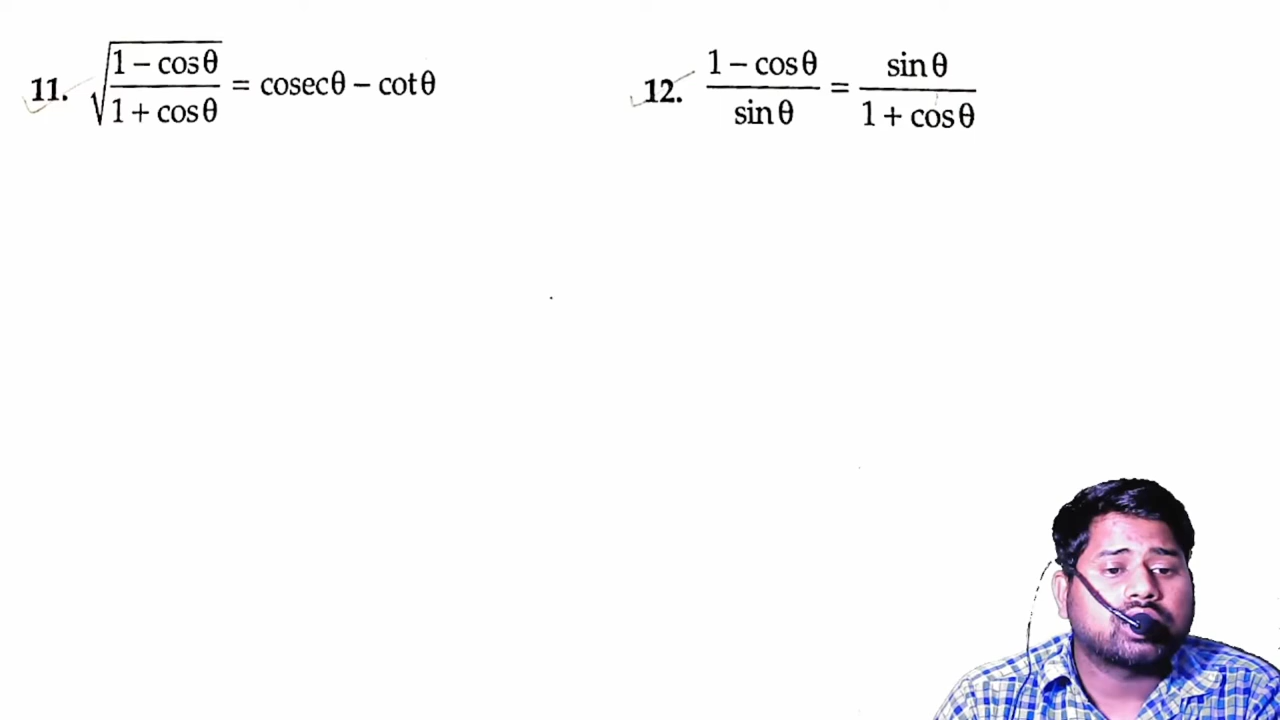 11. √((1 − cosθ)/(1 + cosθ)) = cosecθ − cotθ
12. (1 − cosθ)/(sinθ) = (sinθ)/(1 + cosθ)